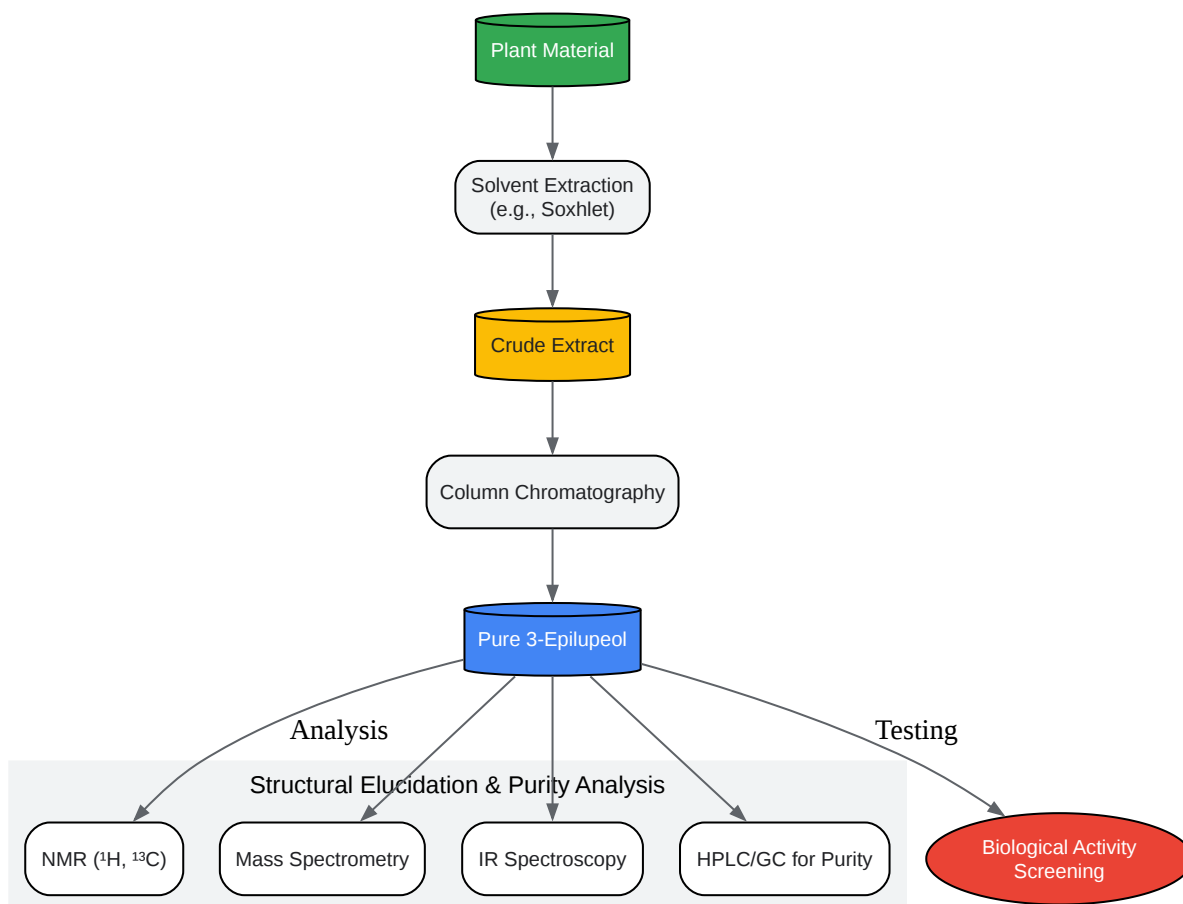 Plant Material
Solvent Extraction
(e.g., Soxhlet)
Crude Extract
Column Chromatography
Pure 3-Epilupeol
Analysis
Testing
Structural Elucidation & Purity Analysis
NMR (¹H, ¹³C)
Mass Spectrometry
IR Spectroscopy
HPLC/GC for Purity
Biological Activity
Screening